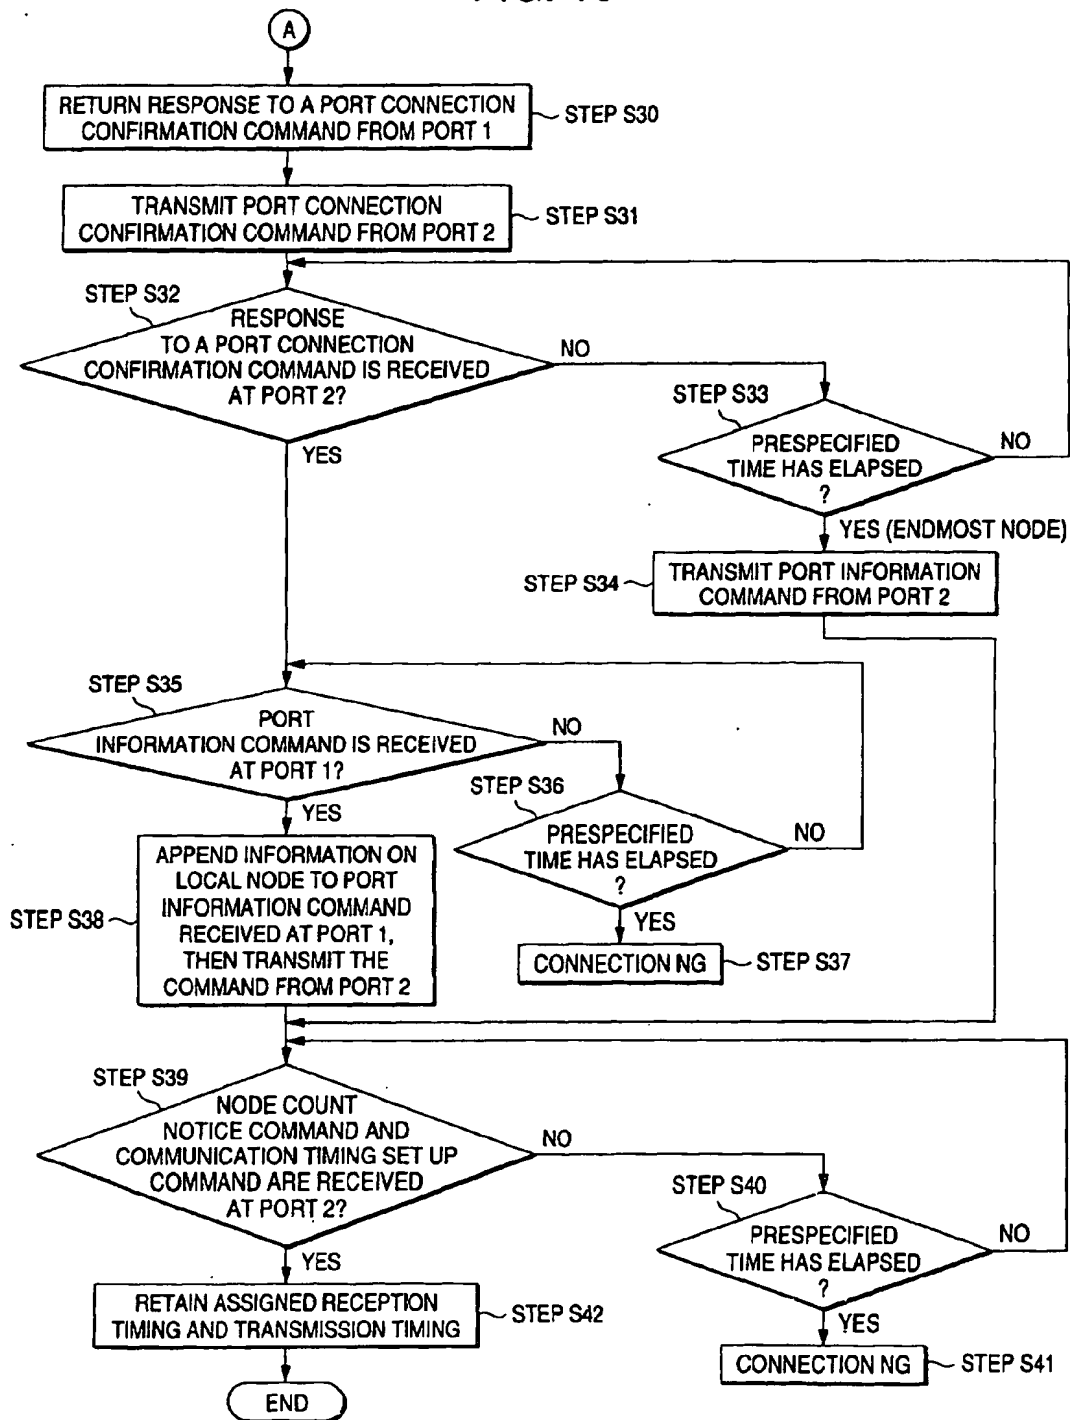 A
RETURN RESPONSE TO A PORT CONNECTION
CONFIRMATION COMMAND FROM PORT 1
STEP S30
TRANSMIT PORT CONNECTION
CONFIRMATION COMMAND FROM PORT 2
STEP S31
STEP S32
RESPONSE
TO A PORT CONNECTION
CONFIRMATION COMMAND IS RECEIVED
AT PORT 2?
NO
YES
STEP S33
PRESPECIFIED
TIME HAS ELAPSED
?
NO
YES (ENDMOST NODE)
STEP S34
TRANSMIT PORT INFORMATION
COMMAND FROM PORT 2
STEP S35
PORT
INFORMATION COMMAND IS RECEIVED
AT PORT 1?
NO
YES
STEP S36
PRESPECIFIED
TIME HAS ELAPSED
?
NO
YES
CONNECTION NG
STEP S37
STEP S38
APPEND INFORMATION ON
LOCAL NODE TO PORT
INFORMATION COMMAND
RECEIVED AT PORT 1,
THEN TRANSMIT THE
COMMAND FROM PORT 2
STEP S39
NODE COUNT
NOTICE COMMAND AND
COMMUNICATION TIMING SET UP
COMMAND ARE RECEIVED
AT PORT 2?
NO
YES
STEP S40
PRESPECIFIED
TIME HAS ELAPSED
?
NO
YES
CONNECTION NG
STEP S41
RETAIN ASSIGNED RECEPTION
TIMING AND TRANSMISSION TIMING
STEP S42
END